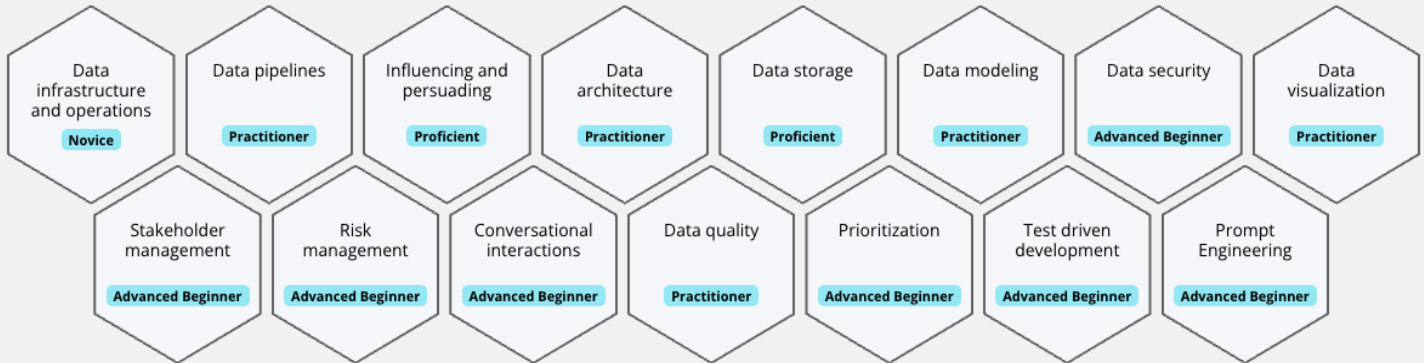 Data
infrastructure
and operations
Novice
Data pipelines
Practitioner
Influencing and
persuading
Proficient
Data
architecture
Practitioner
Data storage
Proficient
Data modeling
Practitioner
Data security
Advanced Beginner
Data
visualization
Practitioner
Stakeholder
management
Advanced Beginner
Risk
management
Advanced Beginner
Conversational
interactions
Advanced Beginner
Data quality
Practitioner
Prioritization
Advanced Beginner
Test driven
development
Advanced Beginner
Prompt
Engineering
Advanced Beginner